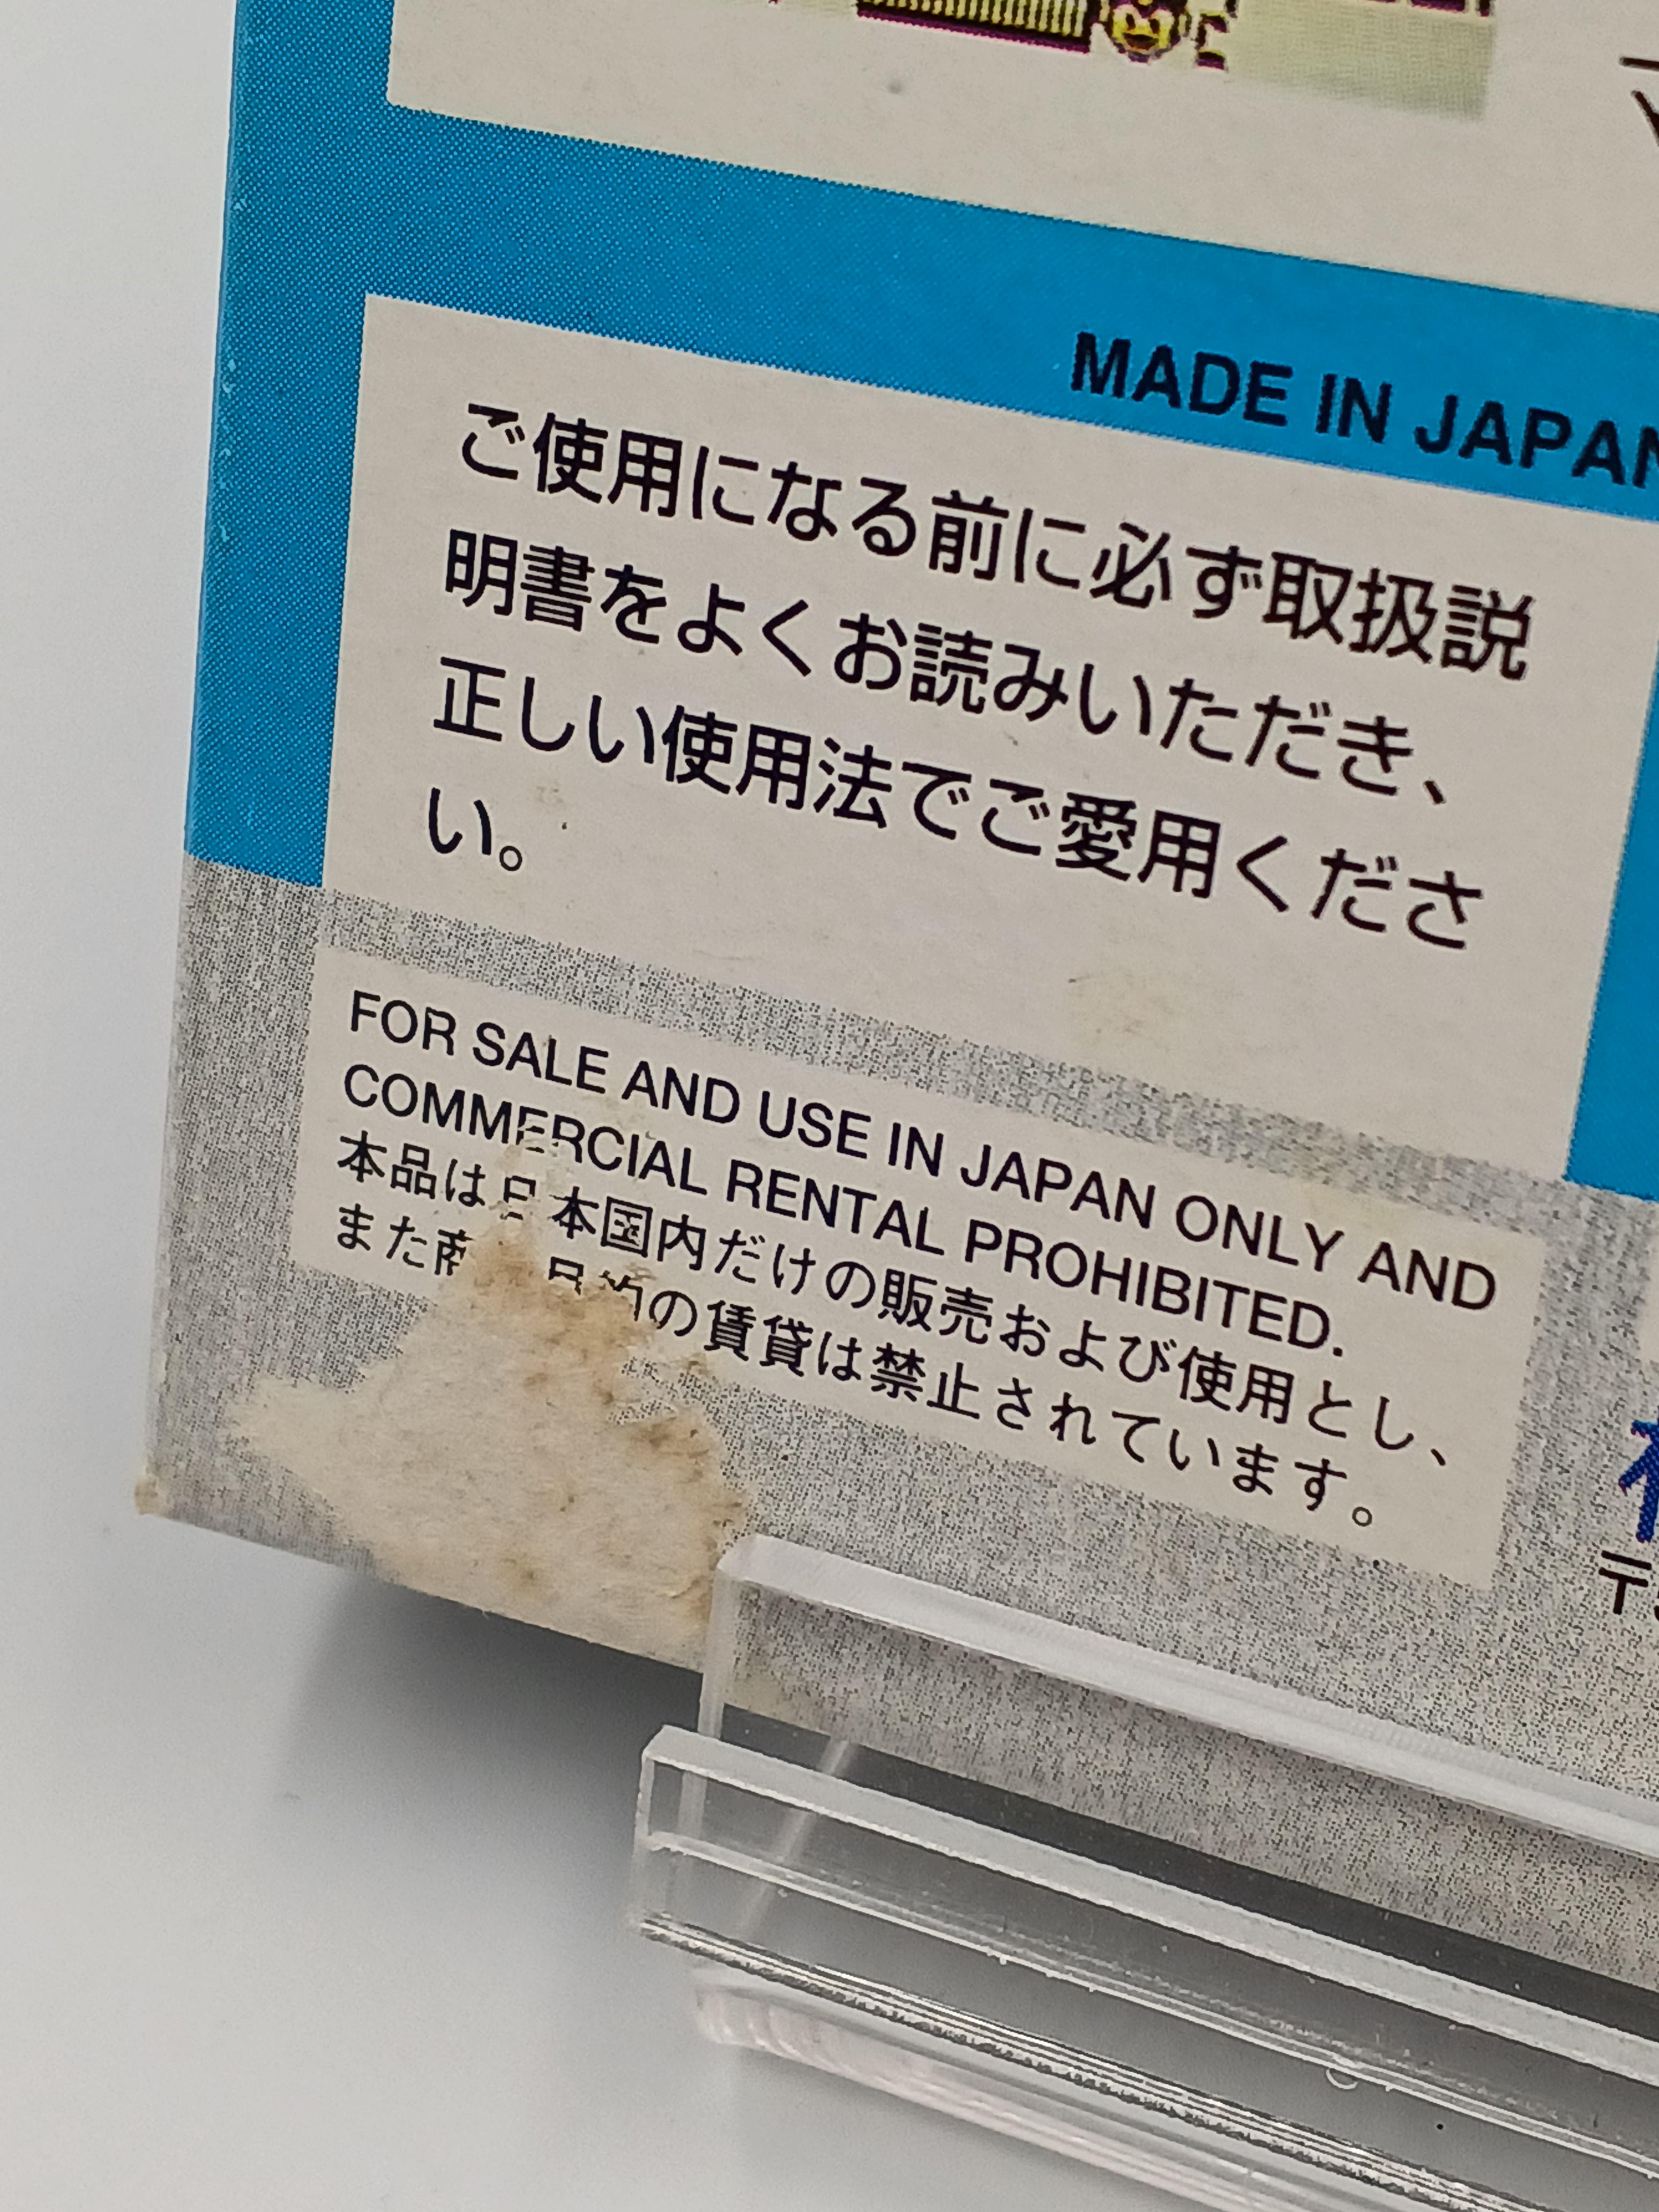 MADE IN JAPAN
ご使用になる前に必ず取扱説
明書をよくお読みいただき、
正しい使用法でご愛用くださ
い。
FOR SALE AND USE IN JAPAN ONLY AND
COMMERCIAL RENTAL PROHIBITED.
本品は日本国内だけの販売および使用とし、
また の賃貸は禁止されています。
〒